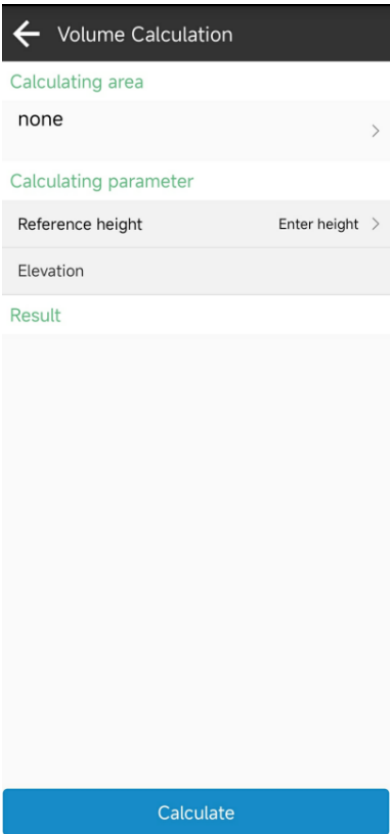 Volume Calculation
Calculating area
none
Calculating parameter
Reference height Enter height
Elevation
Result
Calculate